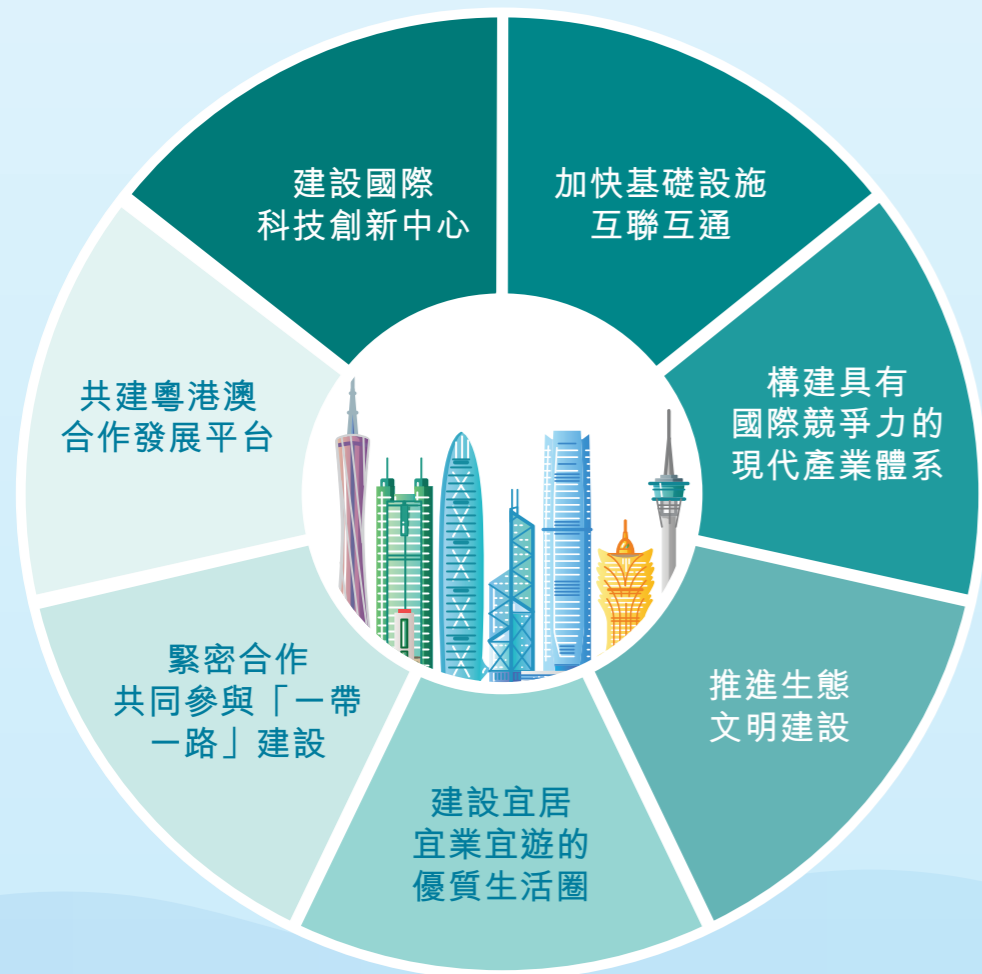 建設國際
科技創新中心
加快基礎設施
互聯互通
構建具有
國際競爭力的
現代產業體系
推進生態
文明建設
建設宜居
宜業宜遊的
優質生活圈
緊密合作
共同參與「一帶
一路」建設
共建粵港澳
合作發展平台